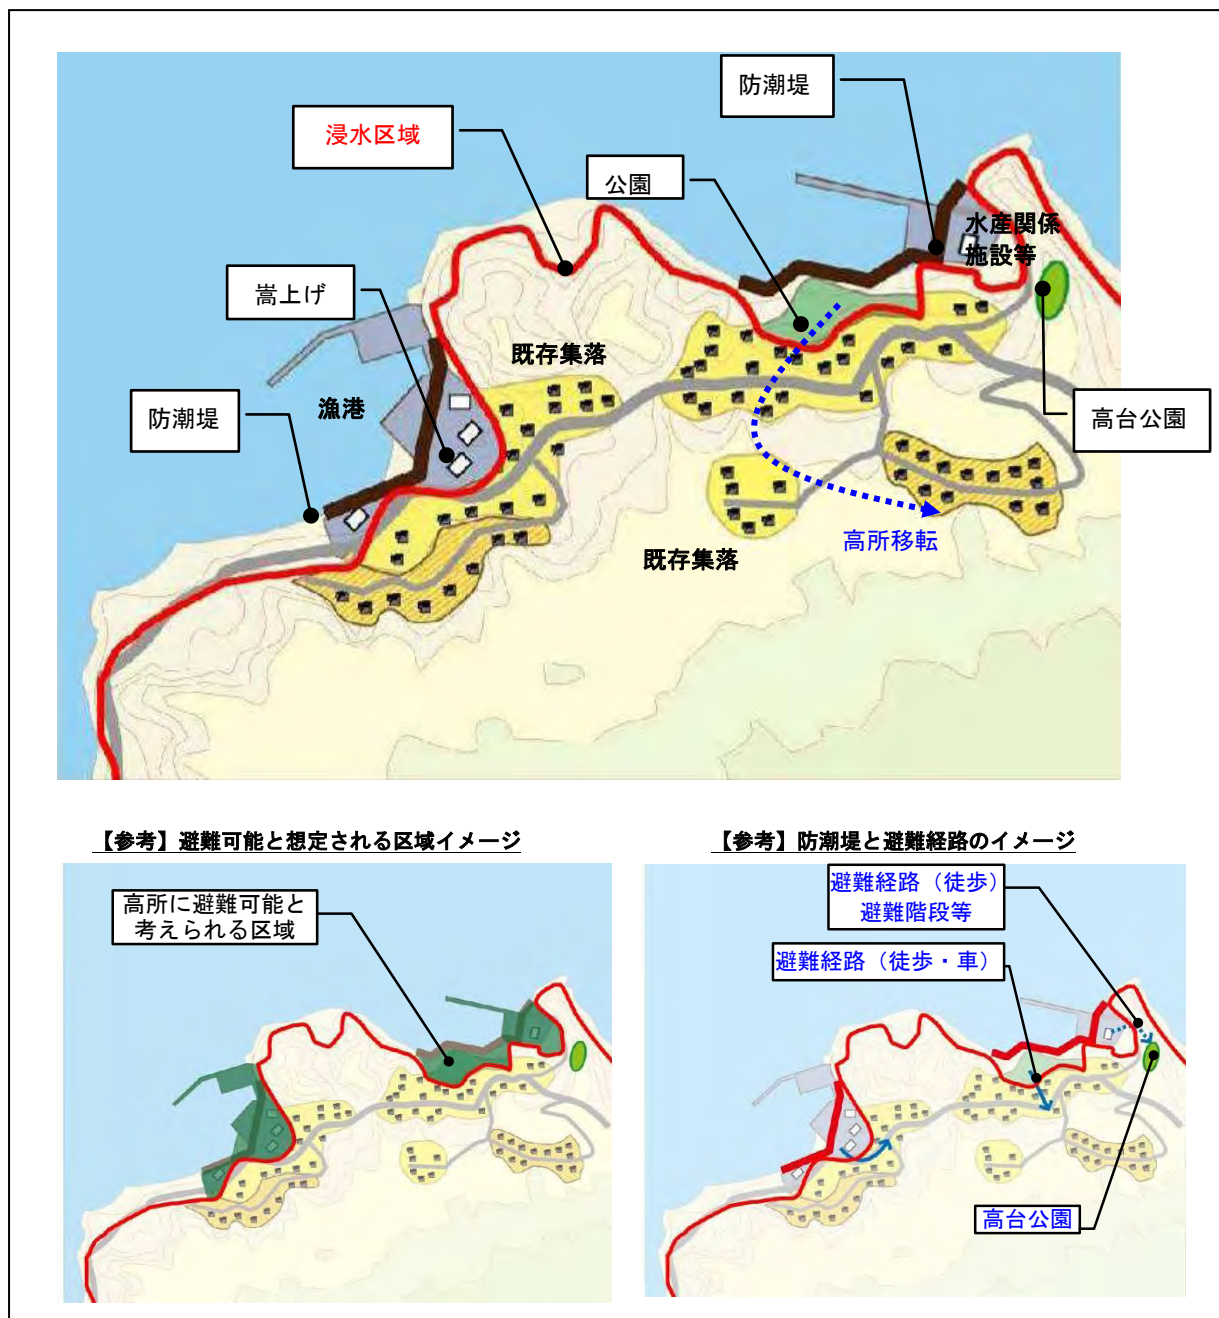 防潮堤
浸水区域
公園
水産関係
施設等
嵩上げ
既存集落
漁港
防潮堤
高台公園
高所移転
既存集落
【参考】避難可能と想定される区域イメージ
高所に避難可能と
考えられる区域
【参考】防潮堤と避難経路のイメージ
避難経路（徒歩）
避難階段等
避難経路（徒歩・車）
高台公園